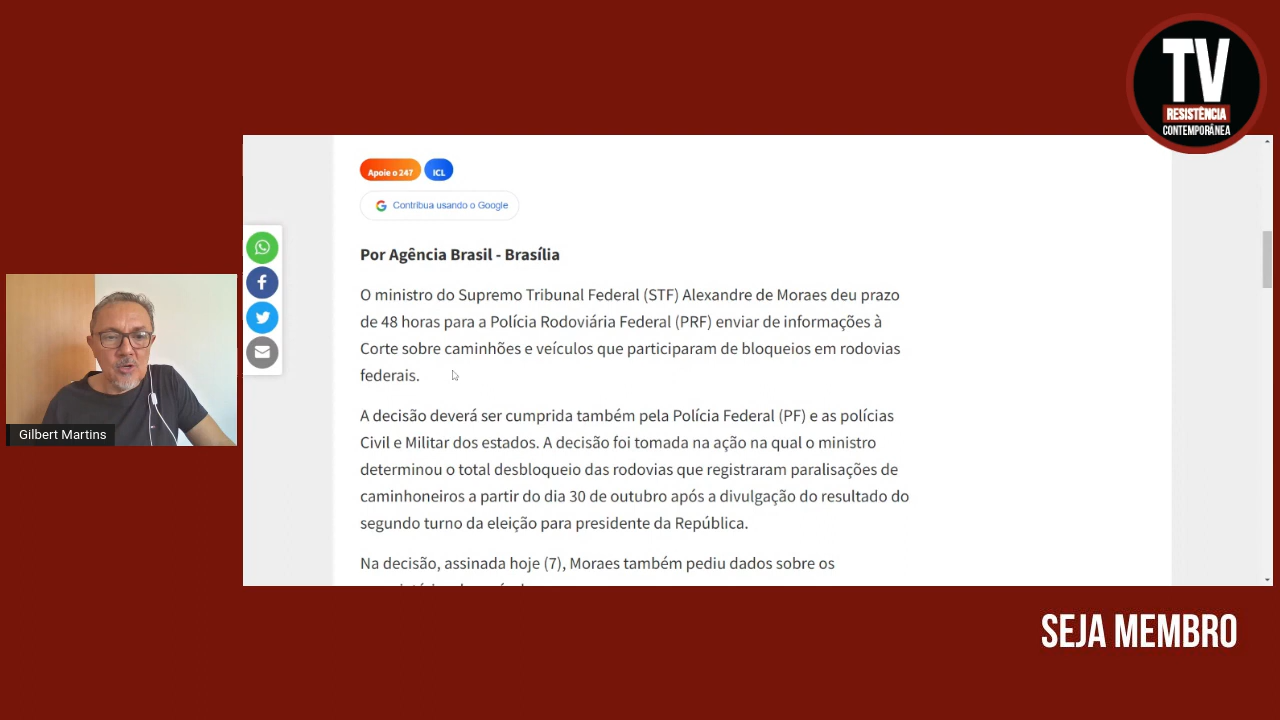 TV
RESISTÊNCIA
CONTEMPORÂNEA
Apoie o 247 ICL
Contribua usando o Google
Por Agência Brasil - Brasília
O ministro do Supremo Tribunal Federal (STF) Alexandre de Moraes deu prazo
de 48 horas para a Polícia Rodoviária Federal (PRF) enviar de informações à
Corte sobre caminhões e veículos que participaram de bloqueios em rodovias
federais.
A decisão deverá ser cumprida também pela Polícia Federal (PF) e as polícias
Civil e Militar dos estados. A decisão foi tomada na ação na qual o ministro
determinou o total desbloqueio das rodovias que registraram paralisações de
caminhoneiros a partir do dia 30 de outubro após a divulgação do resultado do
segundo turno da eleição para presidente da República.
Na decisão, assinada hoje (7), Moraes também pediu dados sobre os
Gilbert Martins
SEJA MEMBRO